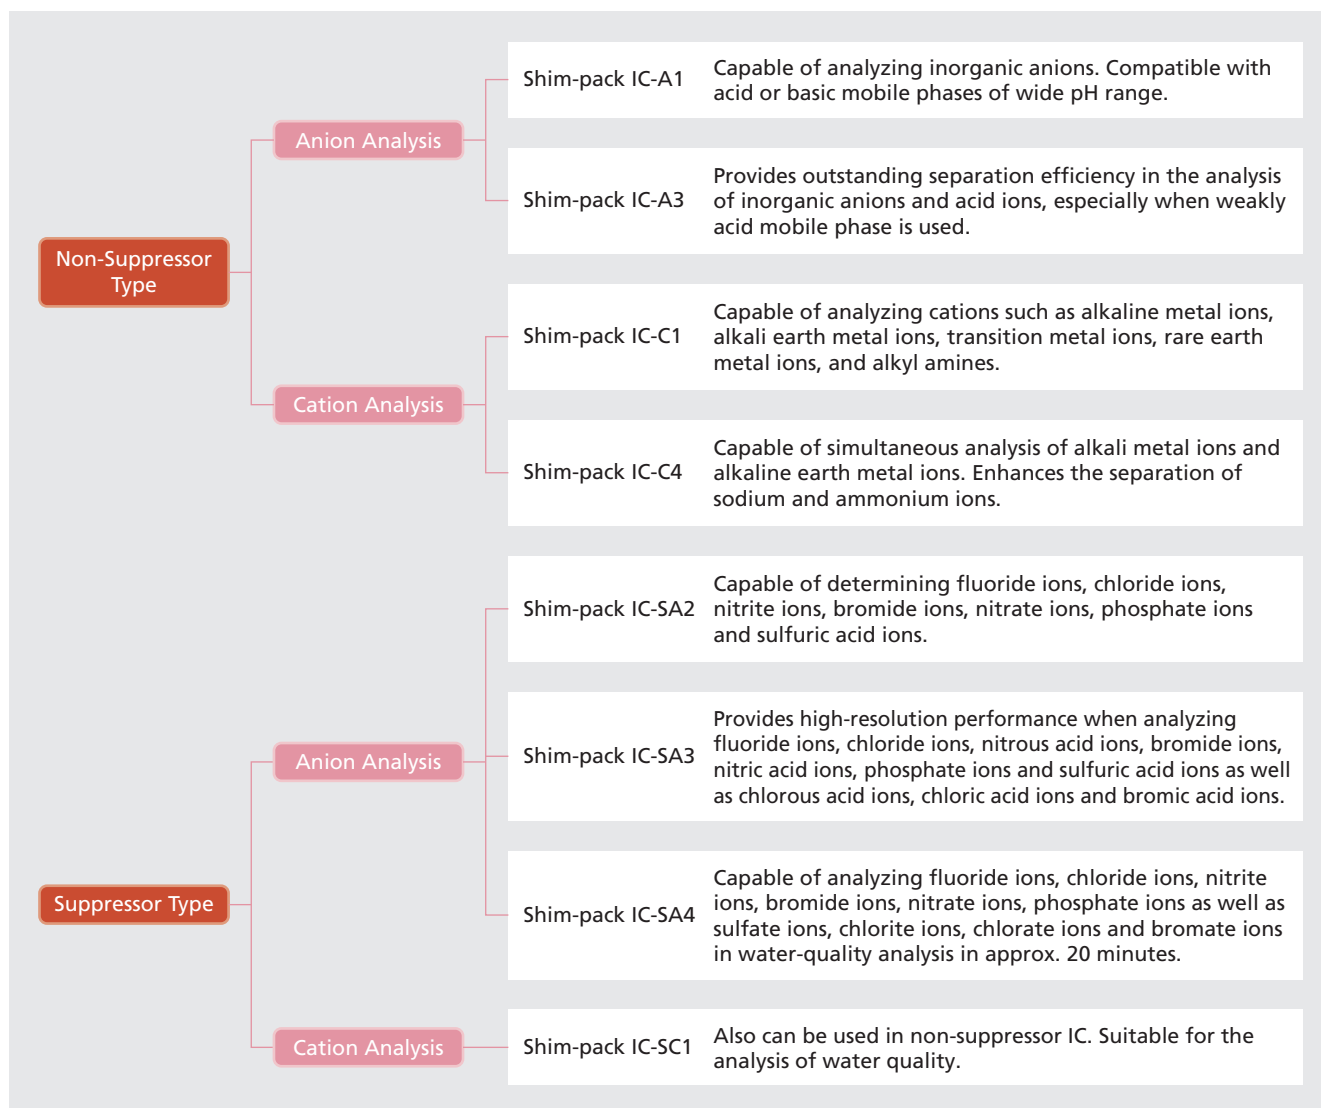 Non-Suppressor
Type
Anion Analysis
Shim-pack IC-A1
Capable of analyzing inorganic anions. Compatible with
acid or basic mobile phases of wide pH range.
Shim-pack IC-A3
Provides outstanding separation efficiency in the analysis
of inorganic anions and acid ions, especially when weakly
acid mobile phase is used.
Cation Analysis
Shim-pack IC-C1
Capable of analyzing cations such as alkaline metal ions,
alkali earth metal ions, transition metal ions, rare earth
metal ions, and alkyl amines.
Shim-pack IC-C4
Capable of simultaneous analysis of alkali metal ions and
alkaline earth metal ions. Enhances the separation of
sodium and ammonium ions.
Suppressor Type
Anion Analysis
Shim-pack IC-SA2
Capable of determining fluoride ions, chloride ions,
nitrite ions, bromide ions, nitrate ions, phosphate ions
and sulfuric acid ions.
Shim-pack IC-SA3
Provides high-resolution performance when analyzing
fluoride ions, chloride ions, nitrous acid ions, bromide ions,
nitric acid ions, phosphate ions and sulfuric acid ions as well
as chlorous acid ions, chloric acid ions and bromic acid ions.
Shim-pack IC-SA4
Capable of analyzing fluoride ions, chloride ions, nitrite
ions, bromide ions, nitrate ions, phosphate ions as well as
sulfate ions, chlorite ions, chlorate ions and bromate ions
in water-quality analysis in approx. 20 minutes.
Cation Analysis
Shim-pack IC-SC1
Also can be used in non-suppressor IC. Suitable for the
analysis of water quality.